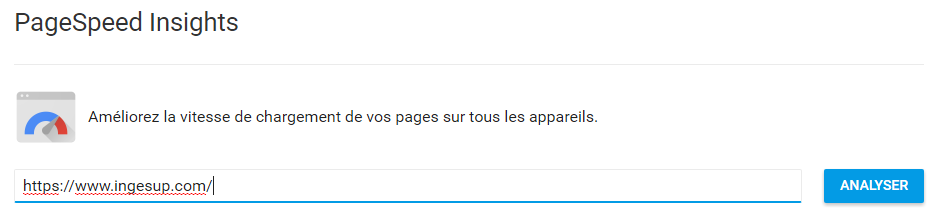 PageSpeed Insights
Améliorez la vitesse de chargement de vos pages sur tous les appareils.
https://www.ingesup.com/
ANALYSER